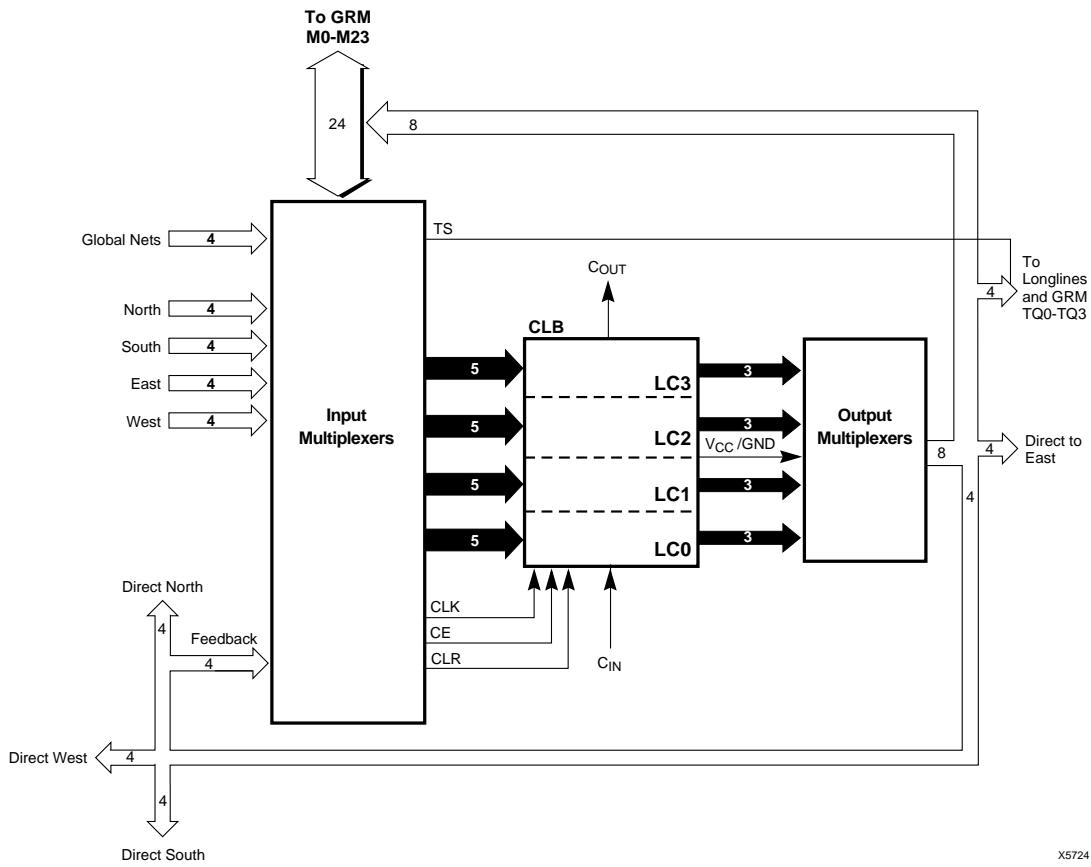 To GRM
M0-M23
24
8
Global Nets
4
TS
To
Longlines
and GRM
TQ0-TQ3
4
COUT
North
4
South
4
East
4
West
4
CLB
Input
Multiplexers
5
5
5
5
LC3
LC2
LC1
LC0
3
3
VCC /GND
3
3
Output
Multiplexers
8
4
4
Direct to
East
Direct North
4
Feedback
4
CLK
CE
CLR
CIN
Direct West
4
4
Direct South
X5724